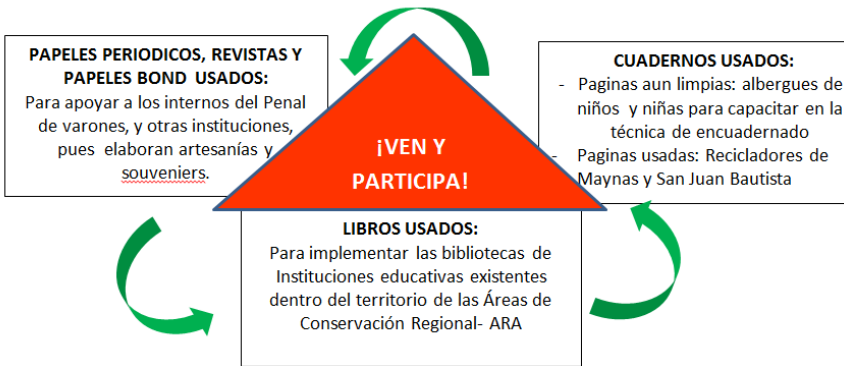 PAPELES PERIODICOS, REVISTAS Y
PAPELES BOND USADOS:
Para apoyar a los internos del Penal
de varones, y otras instituciones,
pues elaboran artesanías y
souveniers.
¡VEN Y
PARTICIPA!
CUADERNOS USADOS:
- Paginas aun limpias: albergues de
niños y niñas para capacitar en la
técnica de encuadernado
- Paginas usadas: Recicladores de
Maynas y San Juan Bautista
LIBROS USADOS:
Para implementar las bibliotecas de
Instituciones educativas existentes
dentro del territorio de las Áreas de
Conservación Regional- ARA